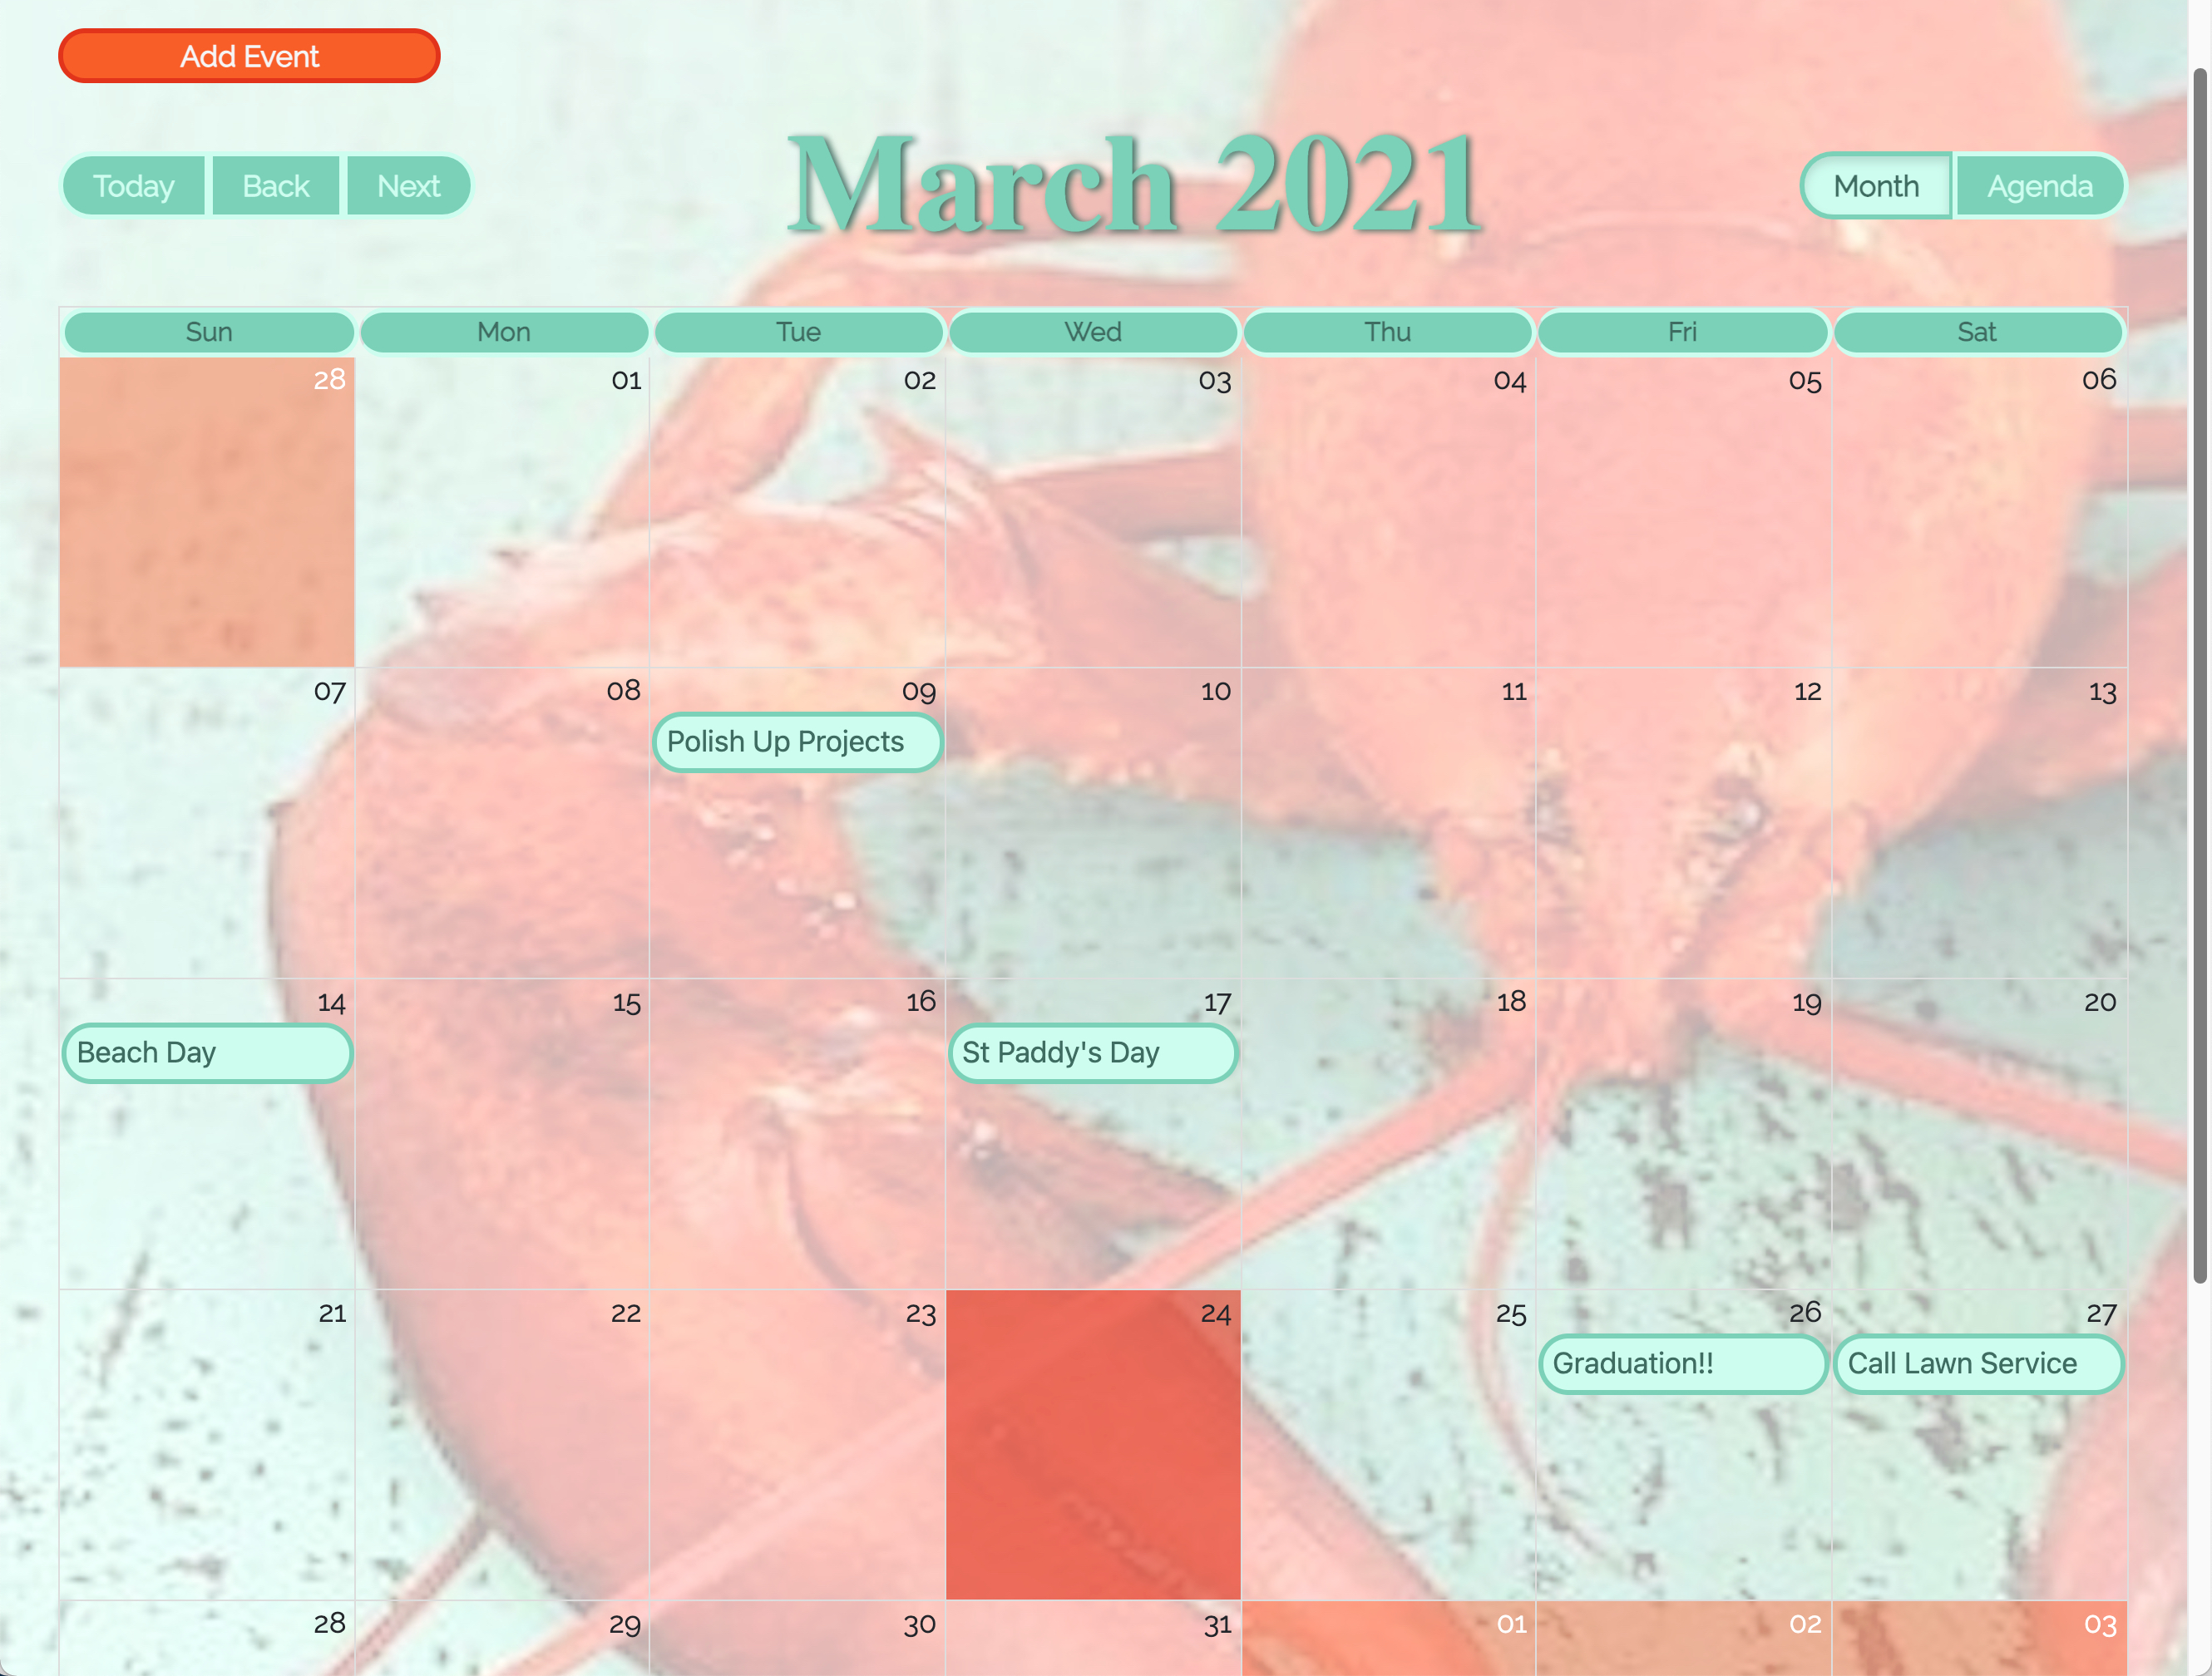 Add Event
Today Back Next
March 2021
Month Agenda
Sun Mon Tue Wed Thu Fri Sat
28 01 02 03 04 05 06
07 08 09 10 11 12 13
Polish Up Projects
14 15 16 17 18 19 20
Beach Day St Paddy's Day
21 22 23 24 25 26 27
Graduation!! Call Lawn Service
28 29 30 31 01 02 03